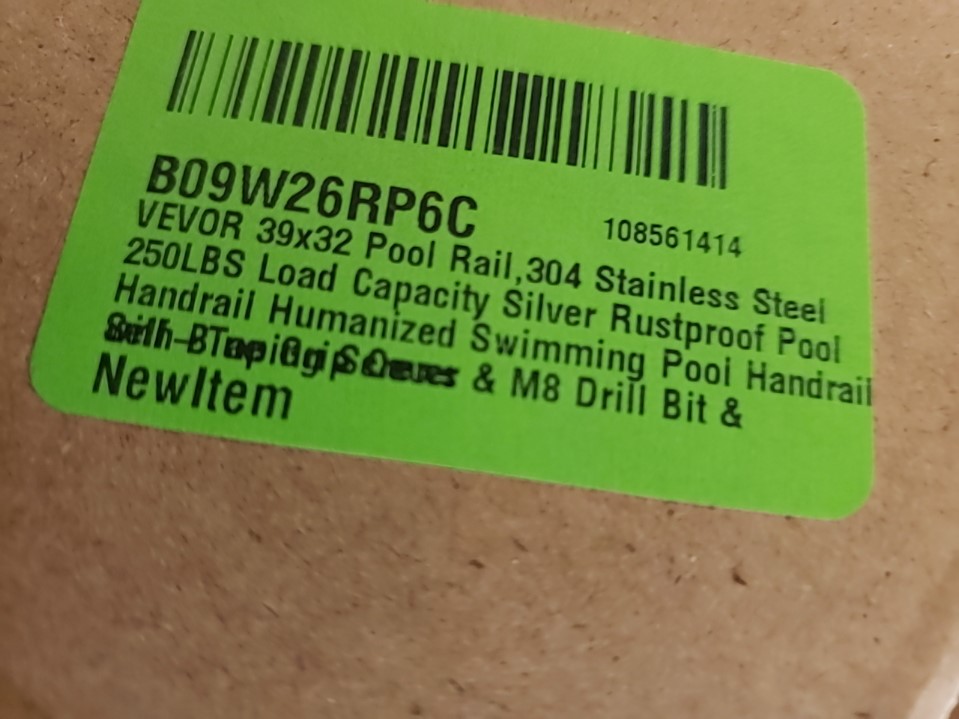 B09W26RP6C
108561414
VEVOR 39x32 Pool Rail,304 Stainless Steel
250LBS Load Capacity Silver Rustproof Pool
Handrail Humanized Swimming Pool Handrail
& M8 Drill Bit &
NewItem